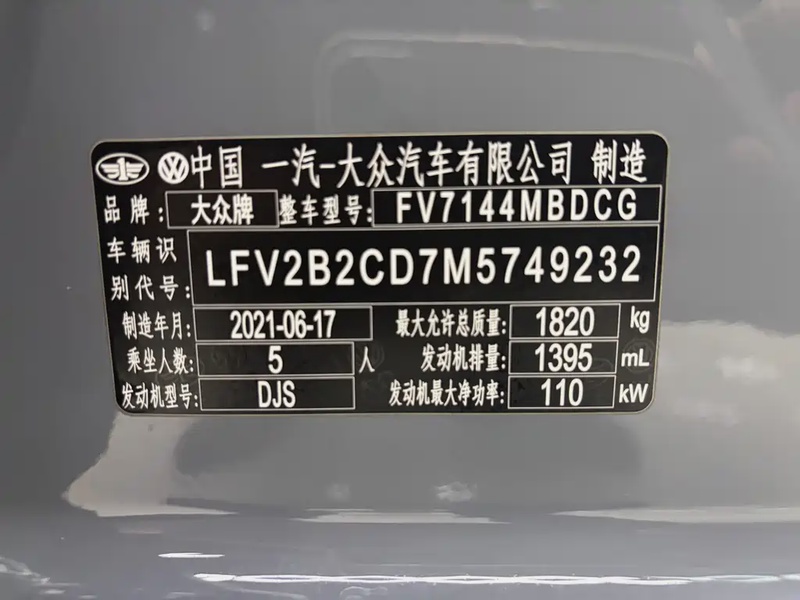 中国 一汽-大众汽车有限公司 制造
品牌: 大众牌 整车型号: FV7144MBDCG
车辆识别代号: LFV2B2CD7M5749232
制造年月: 2021-06-17 最大允许总质量: 1820 kg
乘坐人数: 5 人 发动机排量: 1395 mL
发动机型号: DJS 发动机最大净功率: 110 kW